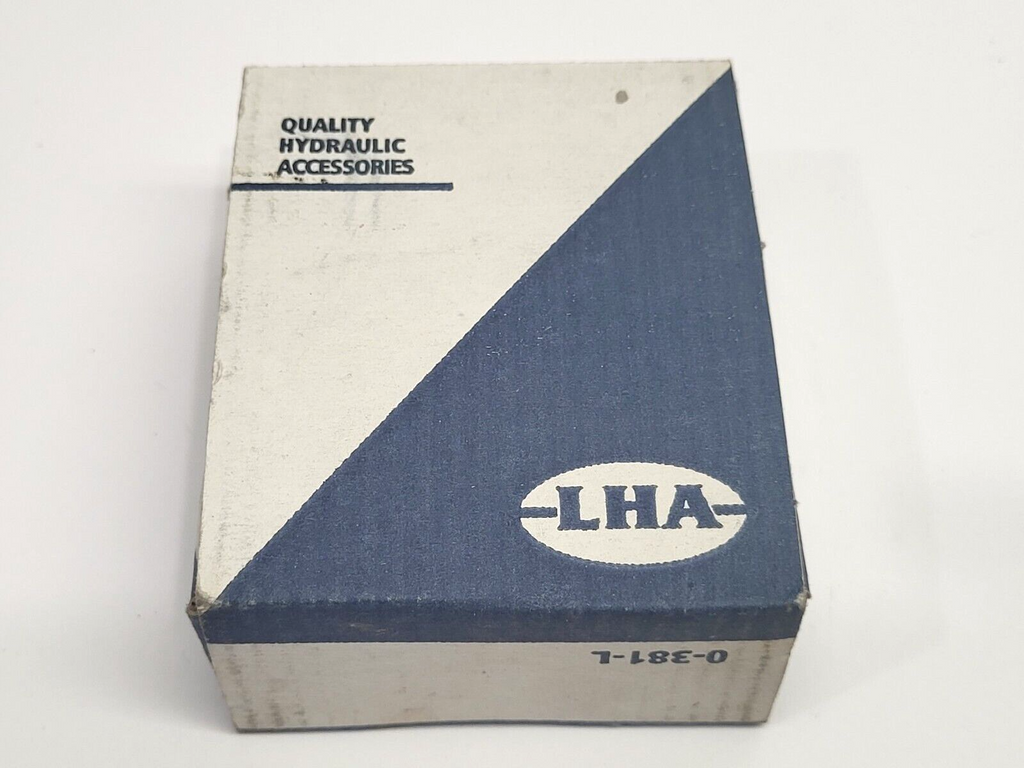 QUALITY
HYDRAULIC
ACCESSORIES
LHA
0-381-L